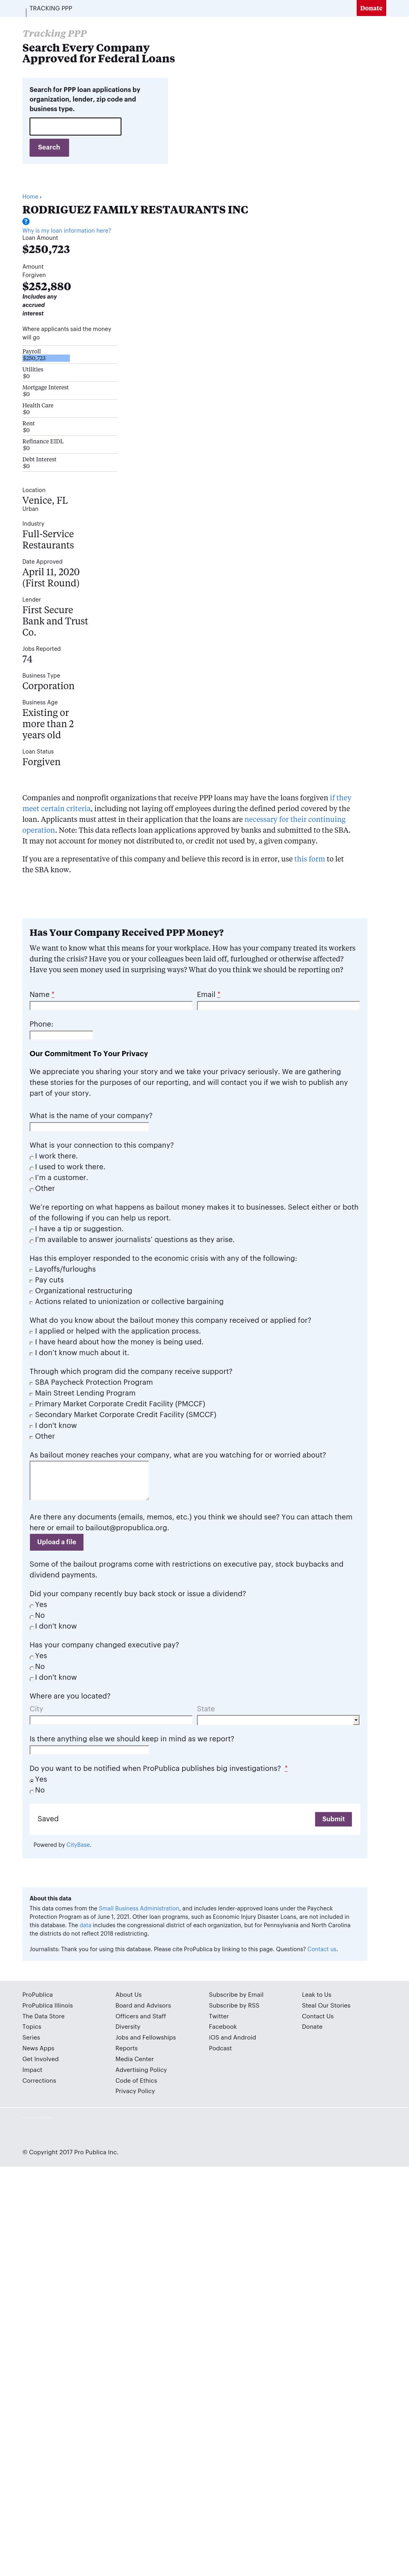 TRACKING PPP
Donate
Tracking PPP
Search Every Company
Approved for Federal Loans
Search for PPP loan applications by
organization, lender, zip code and
business type.
Search
Home ›
RODRIGUEZ FAMILY RESTAURANTS INC
?
Why is my loan information here?
Loan Amount
$250,723
Amount
Forgiven
$252,880
Includes any
accrued
interest
Where applicants said the money
will go
Payroll
$250,723
Utilities
$0
Mortgage Interest
$0
Health Care
$0
Rent
$0
Refinance EIDL
$0
Debt Interest
$0
Location
Venice, FL
Urban
Industry
Full-Service
Restaurants
Date Approved
April 11, 2020
(First Round)
Lender
First Secure
Bank and Trust
Co.
Jobs Reported
74
Business Type
Corporation
Business Age
Existing or
more than 2
years old
Loan Status
Forgiven
Companies and nonprofit organizations that receive PPP loans may have the loans forgiven if they
meet certain criteria, including not laying off employees during the defined period covered by the
loan. Applicants must attest in their application that the loans are necessary for their continuing
operation. Note: This data reflects loan applications approved by banks and submitted to the SBA.
It may not account for money not distributed to, or credit not used by, a given company.
If you are a representative of this company and believe this record is in error, use this form to let
the SBA know.
Has Your Company Received PPP Money?
We want to know what this means for your workplace. How has your company treated its workers
during the crisis? Have you or your colleagues been laid off, furloughed or otherwise affected?
Have you seen money used in surprising ways? What do you think we should be reporting on?
Name *
Email *
Phone:
Our Commitment To Your Privacy
We appreciate you sharing your story and we take your privacy seriously. We are gathering
these stories for the purposes of our reporting, and will contact you if we wish to publish any
part of your story.
What is the name of your company?
What is your connection to this company?
I work there.
I used to work there.
I'm a customer.
Other
We're reporting on what happens as bailout money makes it to businesses. Select either or both
of the following if you can help us report.
I have a tip or suggestion.
I'm available to answer journalists' questions as they arise.
Has this employer responded to the economic crisis with any of the following:
Layoffs/furloughs
Pay cuts
Organizational restructuring
Actions related to unionization or collective bargaining
What do you know about the bailout money this company received or applied for?
I applied or helped with the application process.
I have heard about how the money is being used.
I don't know much about it.
Through which program did the company receive support?
SBA Paycheck Protection Program
Main Street Lending Program
Primary Market Corporate Credit Facility (PMCCF)
Secondary Market Corporate Credit Facility (SMCCF)
I don't know
Other
As bailout money reaches your company, what are you watching for or worried about?
Are there any documents (emails, memos, etc.) you think we should see? You can attach them
here or email to bailout@propublica.org.
Upload a file
Some of the bailout programs come with restrictions on executive pay, stock buybacks and
dividend payments.
Did your company recently buy back stock or issue a dividend?
Yes
No
I don't know
Has your company changed executive pay?
Yes
No
I don't know
Where are you located?
City
State
Is there anything else we should keep in mind as we report?
Do you want to be notified when ProPublica publishes big investigations? *
Yes
No
Saved
Submit
Powered by CityBase.
About this data
This data comes from the Small Business Administration, and includes lender-approved loans under the Paycheck
Protection Program as of June 1, 2021. Other loan programs, such as Economic Injury Disaster Loans, are not included in
this database. The data includes the congressional district of each organization, but for Pennsylvania and North Carolina
the districts do not reflect 2018 redistricting.
Journalists: Thank you for using this database. Please cite ProPublica by linking to this page. Questions? Contact us.
ProPublica
ProPublica Illinois
The Data Store
Topics
Series
News Apps
Get Involved
Impact
Corrections
About Us
Board and Advisors
Officers and Staff
Diversity
Jobs and Fellowships
Reports
Media Center
Advertising Policy
Code of Ethics
Privacy Policy
Subscribe by Email
Subscribe by RSS
Twitter
Facebook
iOS and Android
Podcast
Leak to Us
Steal Our Stories
Contact Us
Donate
© Copyright 2017 Pro Publica Inc.